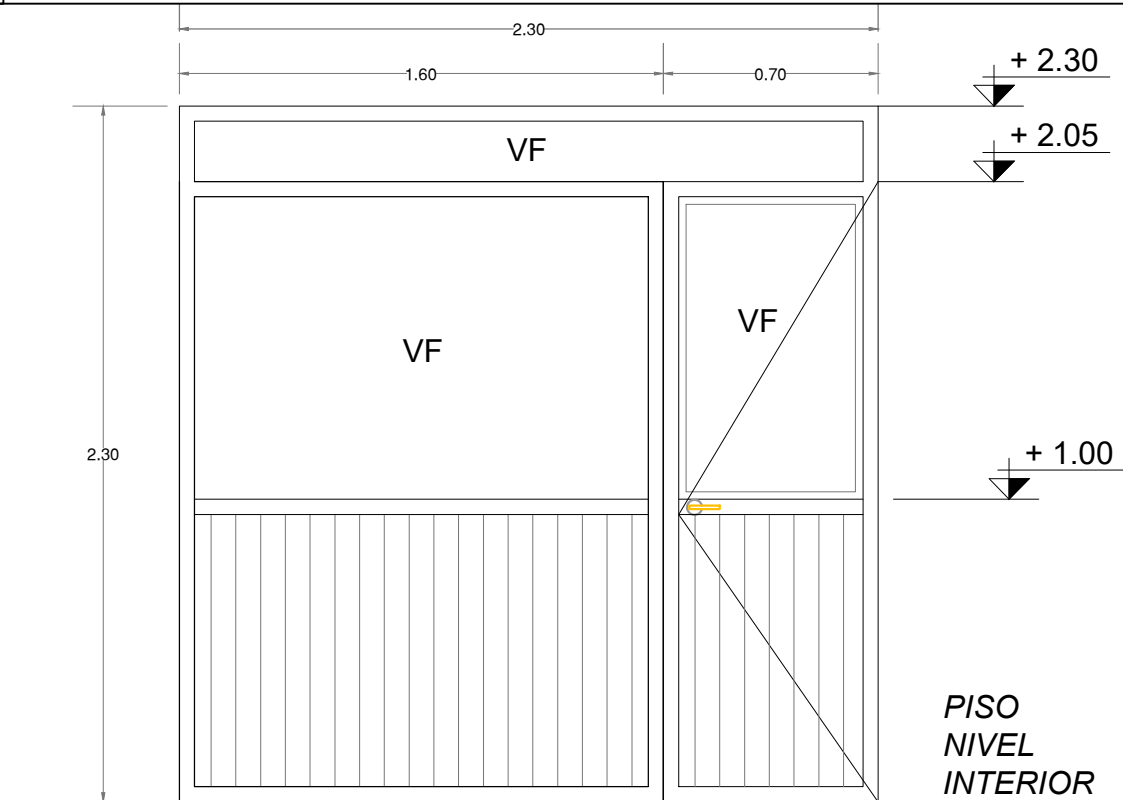 2.30
1.60
0.70
+ 2.30
+ 2.05
VF
VF
VF
2.30
+ 1.00
PISO
NIVEL
INTERIOR